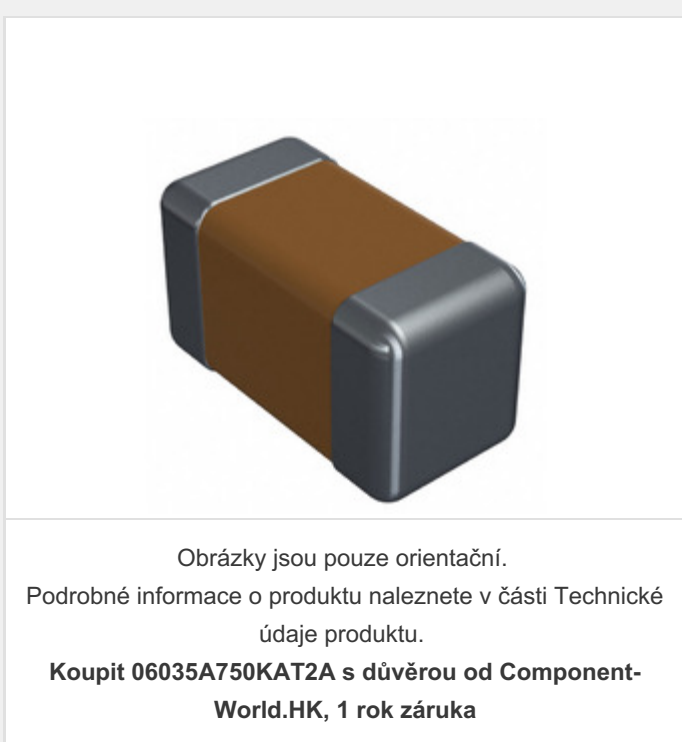 Obrázky jsou pouze orientační.
Podrobné informace o produktu naleznete v části Technické
údaje produktu.
Koupit 06035A750KAT2A s důvěrou od Component-
World.HK, 1 rok záruka